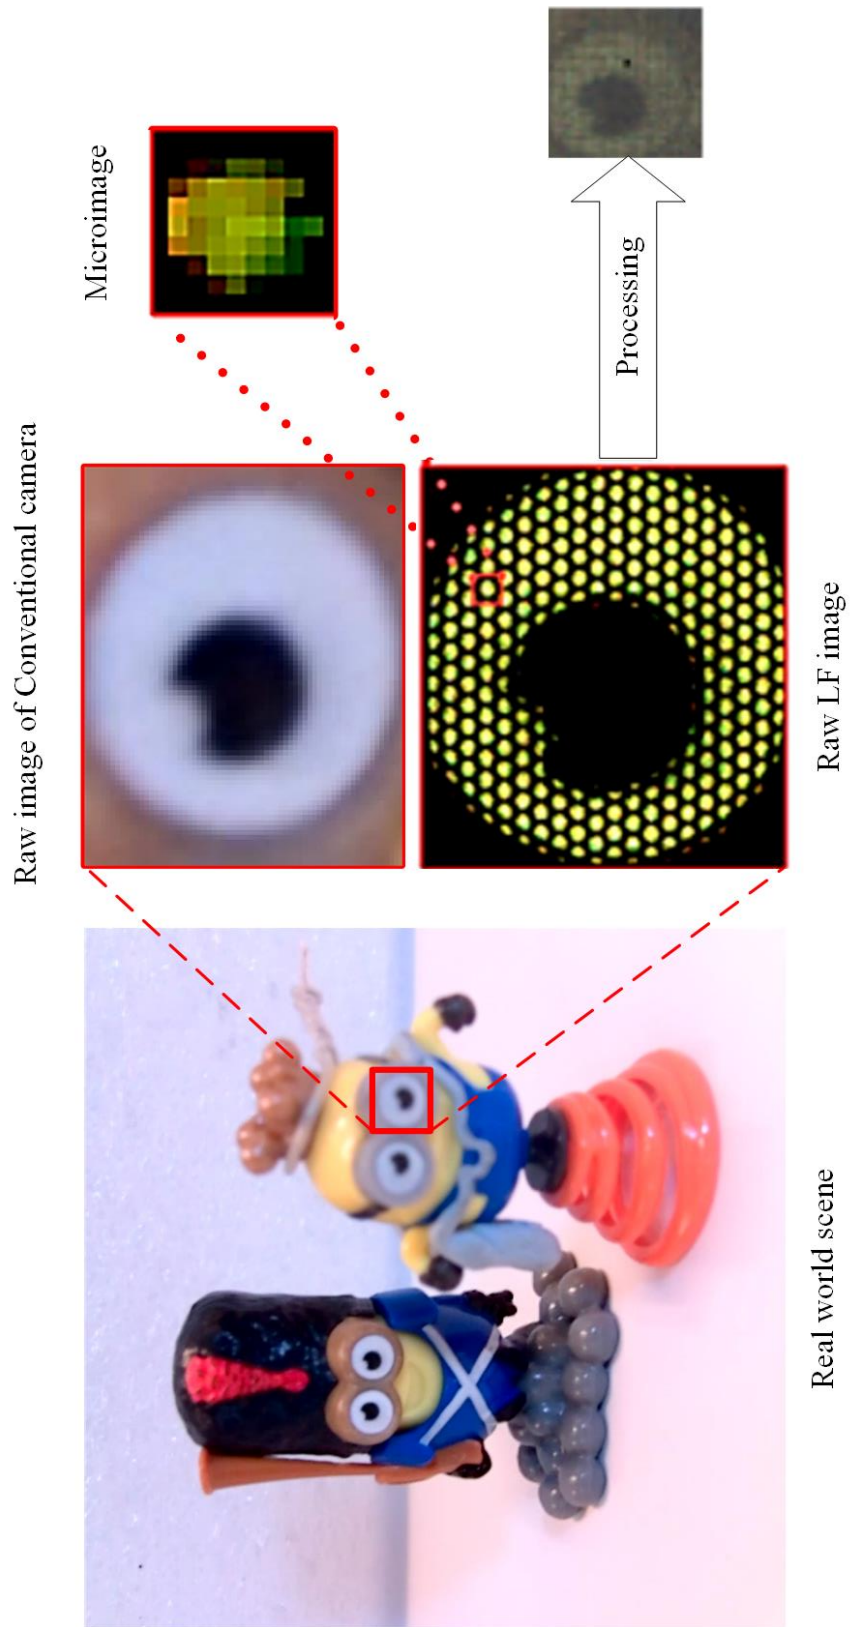 Raw image of Conventional camera
Microimage
Real world scene
Raw LF image
Processing